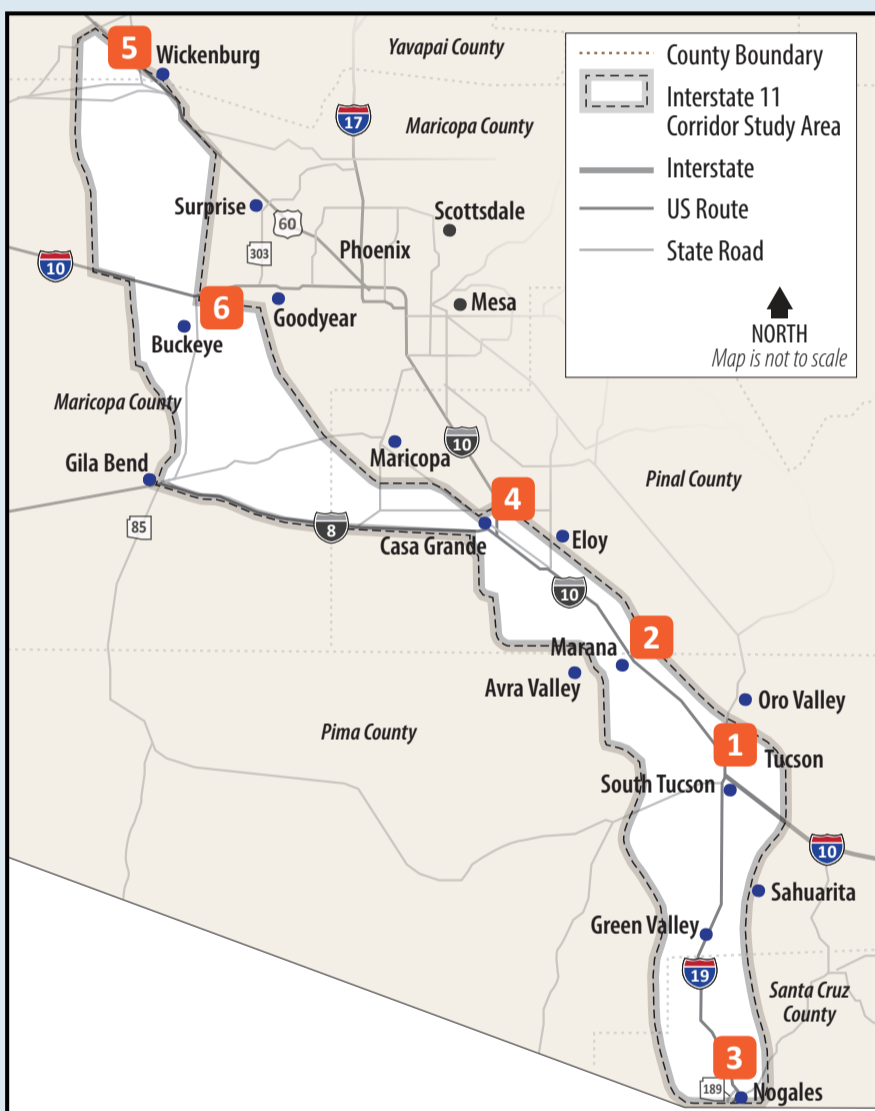 5
Wickenburg
Yavapai County
17
Maricopa County
Surprise
60
303
Scottsdale
Phoenix
10
6
Goodyear
Mesa
Buckeye
Maricopa County
Maricopa
10
Gila Bend
Pinal County
4
85
8
Casa Grande
Eloy
10
2
Marana
Avra Valley
Oro Valley
Pima County
1
Tucson
South Tucson
10
Sahuarita
Green Valley
19
Santa Cruz
County
3
189
Nogales
County Boundary
Interstate 11
Corridor Study Area
Interstate
US Route
State Road
NORTH
Map is not to scale